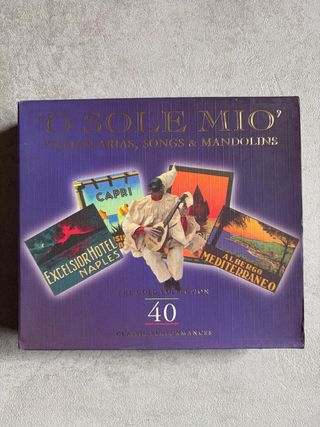 'O SOLE MIO'
ITALIAN ARIAS, SONGS & MANDOLINS
CAPRI
EXCELSIOR HOTEL
NAPLES
ALBERGO
MEDITERRANEO
THE GOLD COLLECTION
40
CLASSIC PERFORMANCES